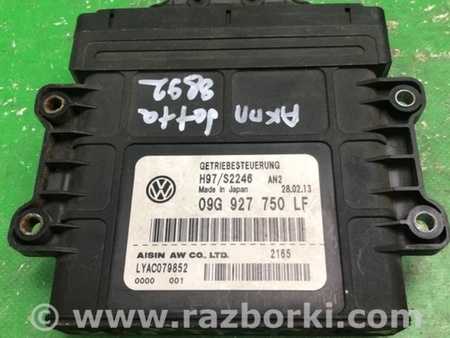 АКПП
Jetta
8892
GETRIEBESTEUERUNG
H97/S2246 AN2
Made in Japan 28.02.13
09G 927 750 LF
AISIN AW CO., LTD. 2165
LYAC079852
0000 001
© www.razborki.com